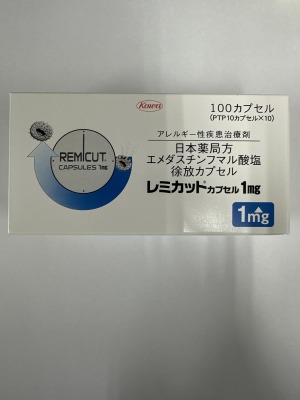 Kowa
100カプセル
(PTP10カプセル×10)
アレルギー性疾患治療剤
REMICUT®
CAPSULES 1mg
日本薬局方
エメダスチンフマル酸塩
徐放カプセル
レミカット®カプセル1mg
1mg